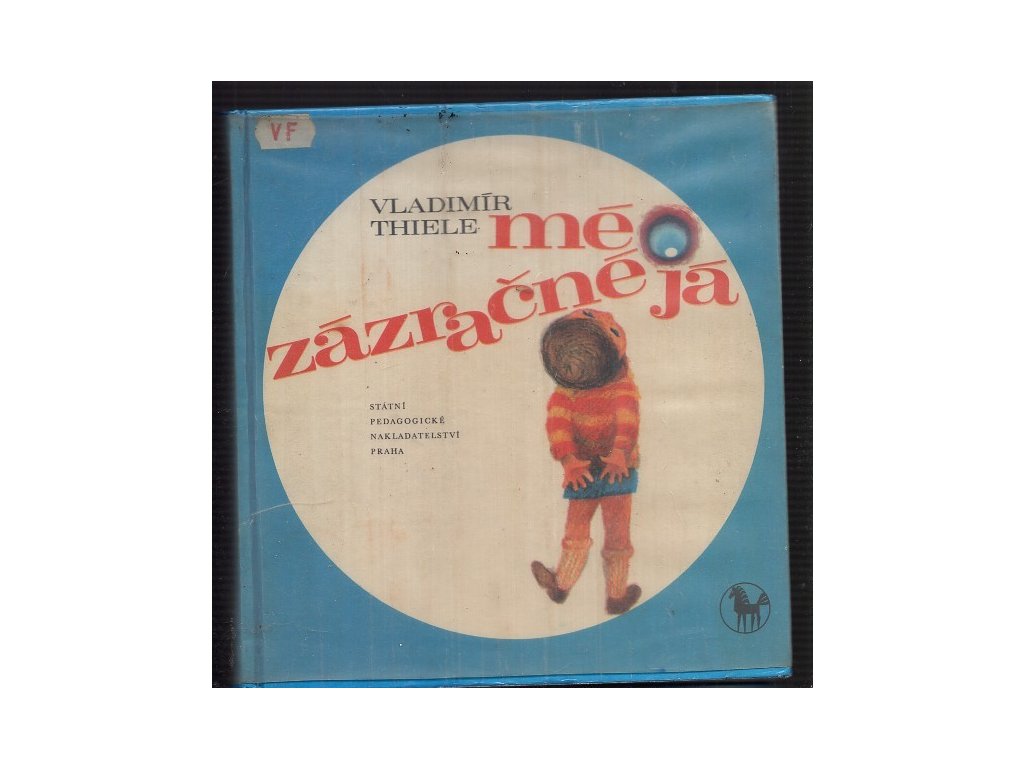 VF
VLADIMÍR
THIELE
mé
zázračné já
STÁTNÍ
PEDAGOGICKÉ
NAKLADATELSTVÍ
PRAHA